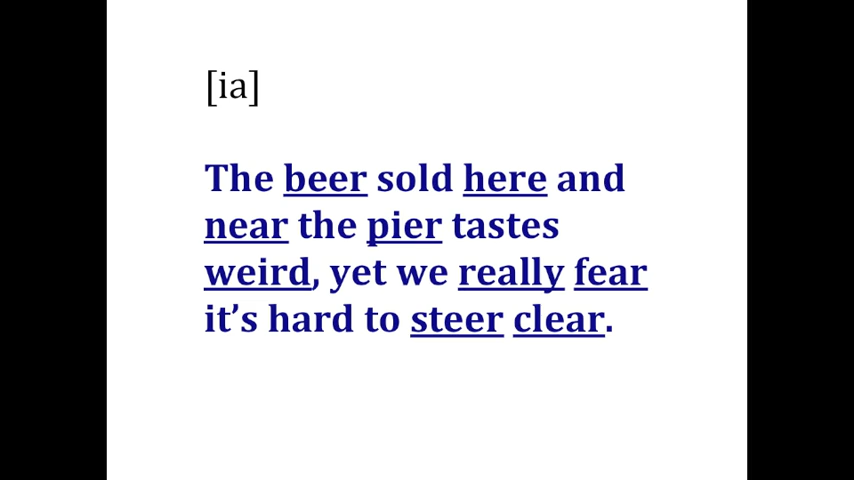 [ia]
The beer sold here and
near the pier tastes
weird, yet we really fear
it’s hard to steer clear.